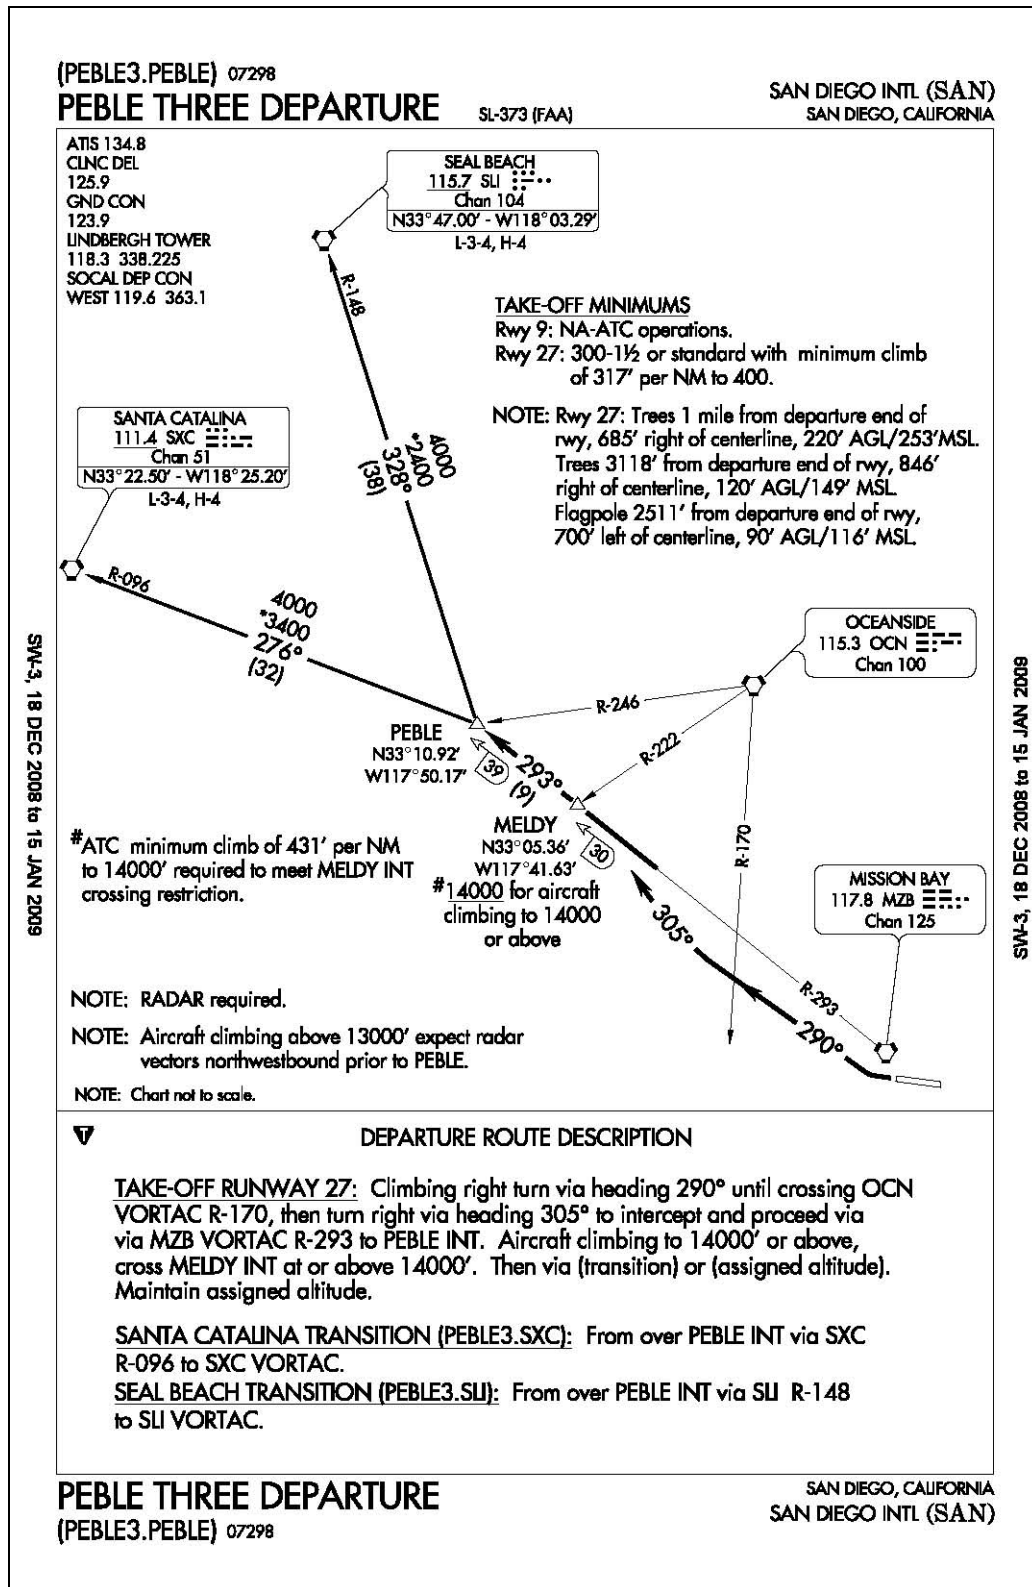 (PEBLE3.PEBLE) 07298
PEBLE THREE DEPARTURE
SL-373 (FAA)
SAN DIEGO INTL (SAN)
SAN DIEGO, CALIFORNIA
ATIS 134.8
CLNC DEL
125.9
GND CON
123.9
LINDBERGH TOWER
118.3 338.225
SOCAL DEP CON
WEST 119.6 363.1
SEAL BEACH
115.7 SLI
Chan 104
N33°47.00' - W118°03.29'
L-3-4, H-4
R-148
TAKE-OFF MINIMUMS
Rwy 9: NA-ATC operations.
Rwy 27: 300-1½ or standard with minimum climb
of 317' per NM to 400.
NOTE: Rwy 27: Trees 1 mile from departure end of
rwy, 685' right of centerline, 220' AGL/253'MSL.
Trees 3118' from departure end of rwy, 846'
right of centerline, 120' AGL/149' MSL.
Flagpole 2511' from departure end of rwy,
700' left of centerline, 90' AGL/116' MSL.
SANTA CATALINA
111.4 SXC
Chan 51
N33°22.50' - W118°25.20'
L-3-4, H-4
4000
*2400
328°
(38)
R-096
4000
*3400
276°
(32)
OCEANSIDE
115.3 OCN
Chan 100
R-246
R-222
R-170
PEBLE
N33°10.92'
W117°50.17'
39
293°
(9)
MELDY
N33°05.36'
W117°41.63'
30
#14000 for aircraft
climbing to 14000
or above
#ATC minimum climb of 431' per NM
to 14000' required to meet MELDY INT
crossing restriction.
MISSION BAY
117.8 MZB
Chan 125
305°
R-293
290°
NOTE: RADAR required.
NOTE: Aircraft climbing above 13000' expect radar
vectors northwestbound prior to PEBLE.
NOTE: Chart not to scale.
SW-3, 18 DEC 2008 to 15 JAN 2009
SW-3, 18 DEC 2008 to 15 JAN 2009
T
DEPARTURE ROUTE DESCRIPTION
TAKE-OFF RUNWAY 27: Climbing right turn via heading 290° until crossing OCN
VORTAC R-170, then turn right via heading 305° to intercept and proceed via
via MZB VORTAC R-293 to PEBLE INT. Aircraft climbing to 14000' or above,
cross MELDY INT at or above 14000'. Then via (transition) or (assigned altitude).
Maintain assigned altitude.
SANTA CATALINA TRANSITION (PEBLE3.SXC): From over PEBLE INT via SXC
R-096 to SXC VORTAC.
SEAL BEACH TRANSITION (PEBLE3.SLI): From over PEBLE INT via SLI R-148
to SLI VORTAC.
PEBLE THREE DEPARTURE
(PEBLE3.PEBLE) 07298
SAN DIEGO, CALIFORNIA
SAN DIEGO INTL (SAN)